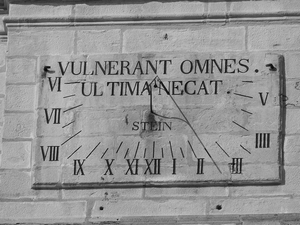 VULNERANT OMNES.
ULTIMA NECAT.
VI
V
VII
STEIN
IIII
VIII
IX X XI XII I II III